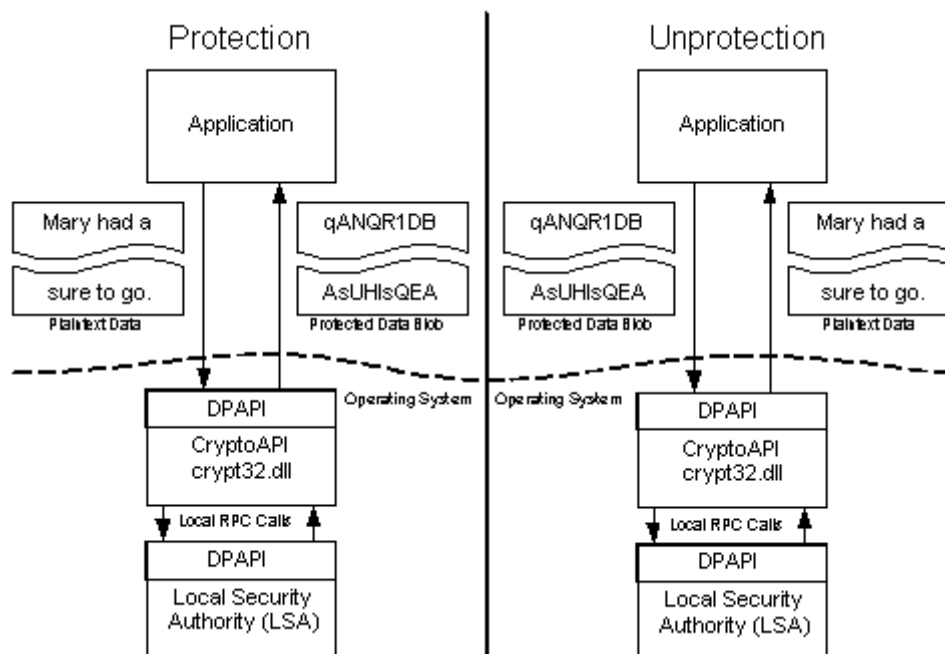 Protection
Application
Mary had a
sure to go.
Plaintext Data
qANQR1DB
AsUHIsQEA
Protected Data Blob
Operating System
DPAPI
CryptoAPI
crypt32.dll
Local RPC Calls
DPAPI
Local Security
Authority (LSA)
Unprotection
Application
qANQR1DB
AsUHIsQEA
Protected Data Blob
Mary had a
sure to go.
Plaintext Data
Operating System
DPAPI
CryptoAPI
crypt32.dll
Local RPC Calls
DPAPI
Local Security
Authority (LSA)